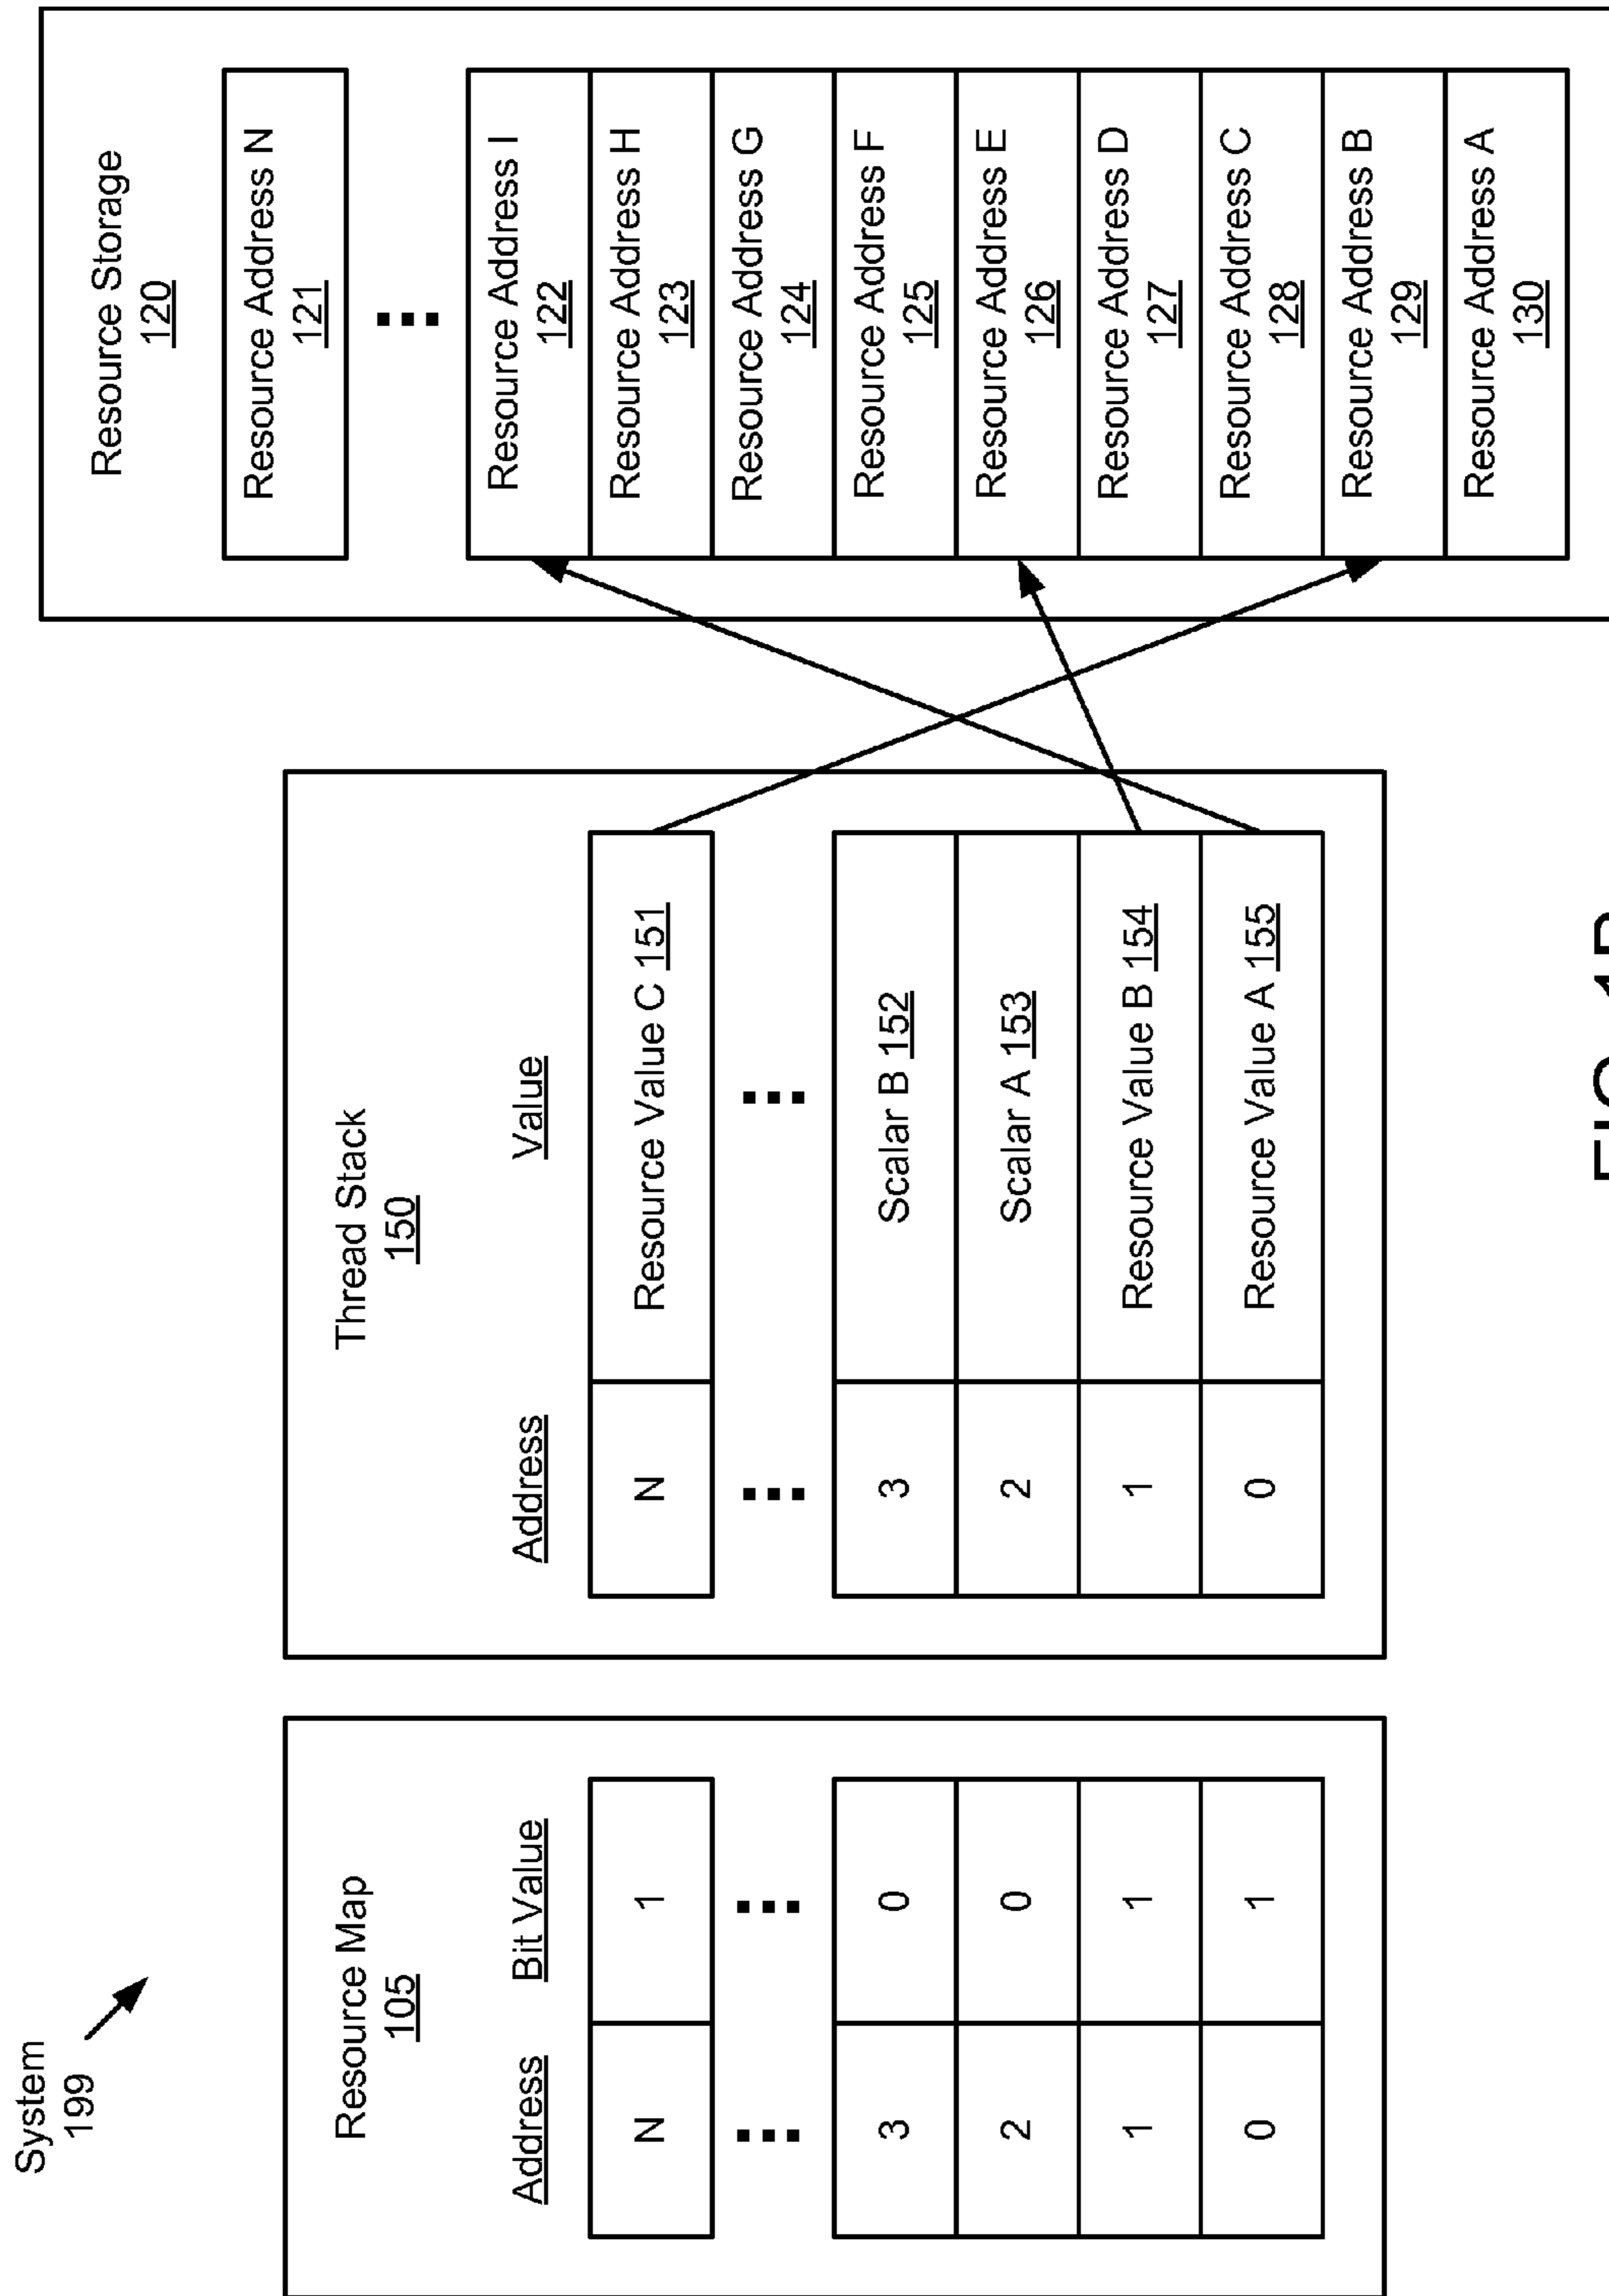 System
199
Resource Map
105
Address Bit Value
N 1
... ...
3 0
2 0
1 1
0 1
Thread Stack
150
Address Value
N Resource Value C 151
... ...
3 Scalar B 152
2 Scalar A 153
1 Resource Value B 154
0 Resource Value A 155
Resource Storage
120
Resource Address N
121
...
Resource Address I
122
Resource Address H
123
Resource Address G
124
Resource Address F
125
Resource Address E
126
Resource Address D
127
Resource Address C
128
Resource Address B
129
Resource Address A
130